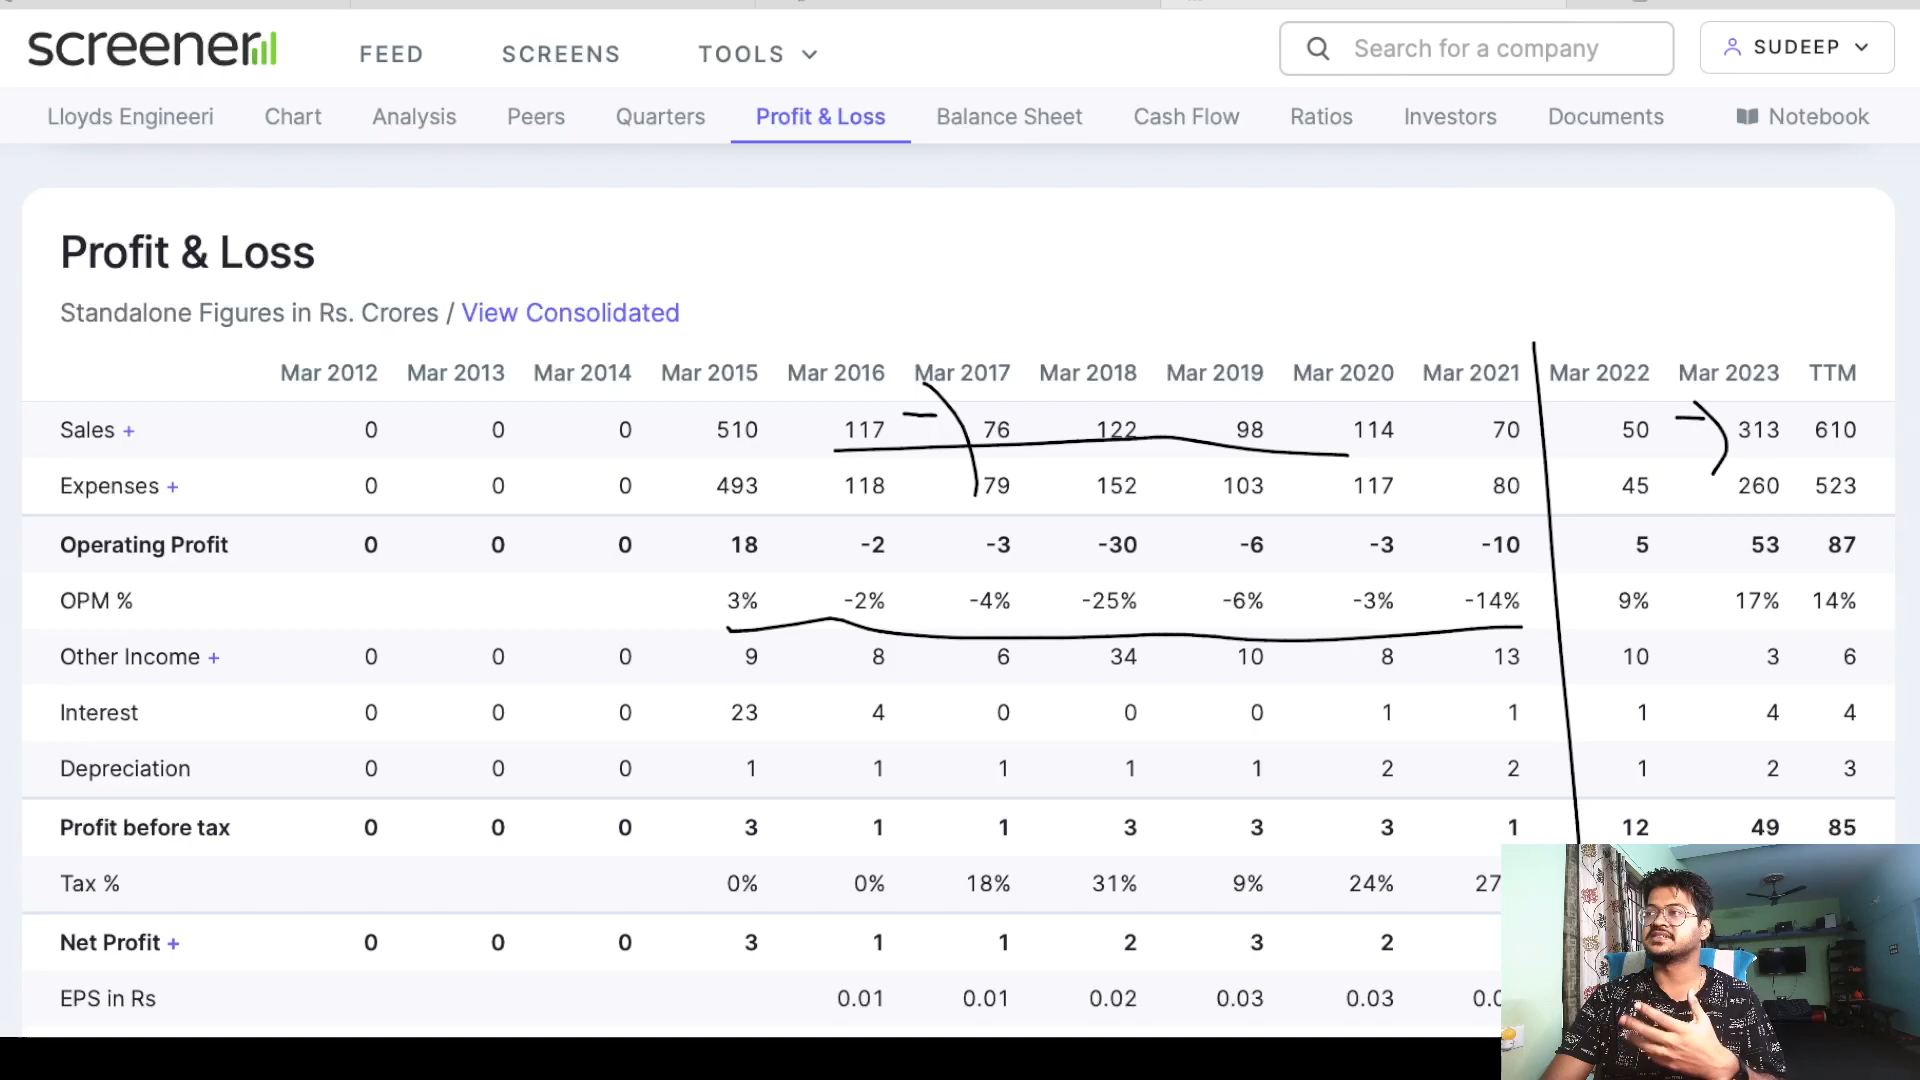 screener
FEED SCREENS TOOLS
Search for a company
SUDEEP
Lloyds Engineeri Chart Analysis Peers Quarters Profit & Loss Balance Sheet Cash Flow Ratios Investors Documents Notebook
Profit & Loss
Standalone Figures in Rs. Crores / View Consolidated
Mar 2012 Mar 2013 Mar 2014 Mar 2015 Mar 2016 Mar 2017 Mar 2018 Mar 2019 Mar 2020 Mar 2021 Mar 2022 Mar 2023 TTM
Sales + 0 0 0 510 117 76 122 98 114 70 50 313 610
Expenses + 0 0 0 493 118 79 152 103 117 80 45 260 523
Operating Profit 0 0 0 18 -2 -3 -30 -6 -3 -10 5 53 87
OPM % 3% -2% -4% -25% -6% -3% -14% 9% 17% 14%
Other Income + 0 0 0 9 8 6 34 10 8 13 10 3 6
Interest 0 0 0 23 4 0 0 0 1 1 1 4 4
Depreciation 0 0 0 1 1 1 1 1 2 2 1 2 3
Profit before tax 0 0 0 3 1 1 3 3 3 1 12 49 85
Tax % 0% 0% 18% 31% 9% 24% 27
Net Profit + 0 0 0 3 1 1 2 3 2
EPS in Rs 0.01 0.01 0.02 0.03 0.03 0.0